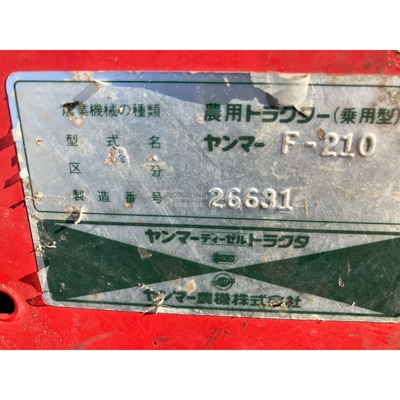 農業機械の種類 農用トラクター(乗用型)
型式名 ヤンマー F-210
区分
製造番号 26631
ヤンマーディーゼルトラクタ
ヤンマー農機株式会社